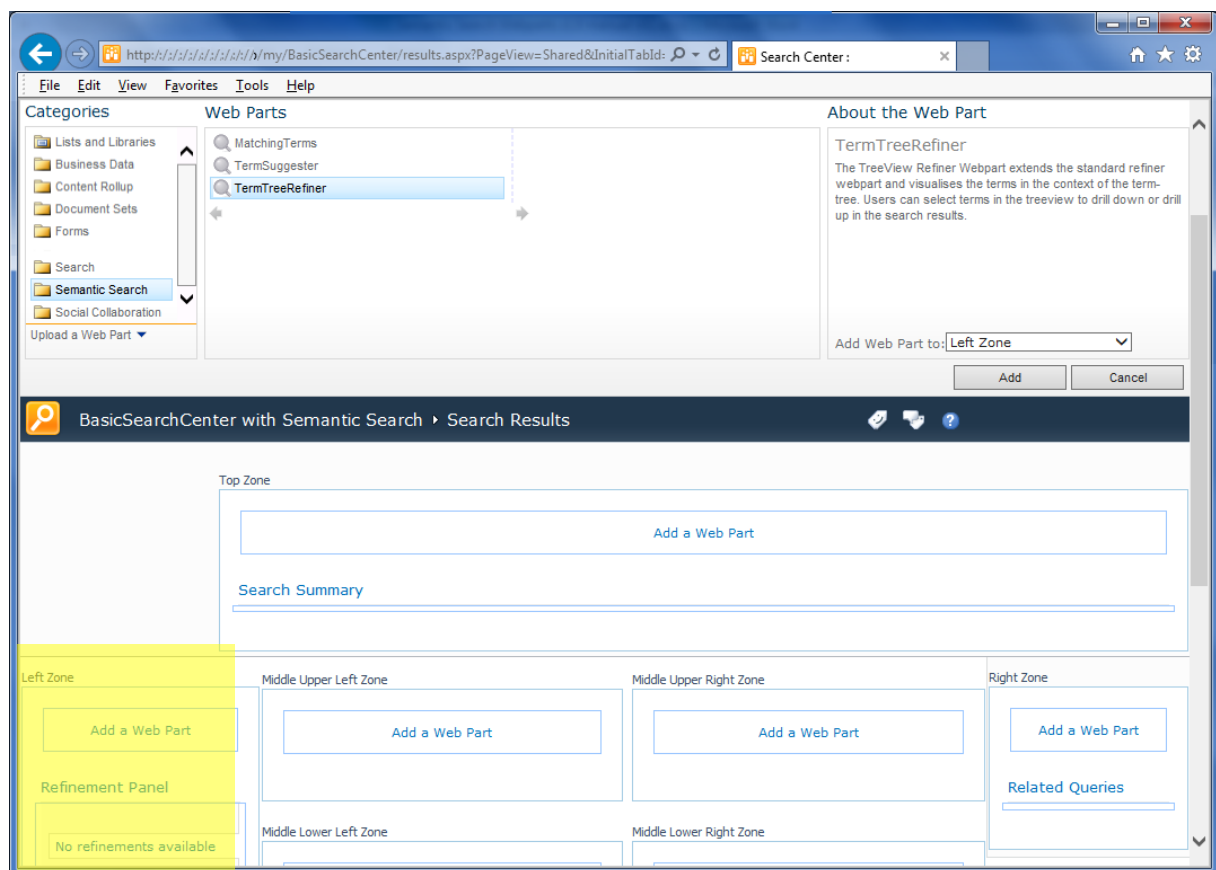 http://:/:/:/:/:/:/://)/my/BasicSearchCenter/results.aspx?PageView=Shared&InitialTabId:
Search Center :
File Edit View Favorites Tools Help
Categories
Lists and Libraries
Business Data
Content Rollup
Document Sets
Forms
Search
Semantic Search
Social Collaboration
Upload a Web Part
Web Parts
MatchingTerms
TermSuggester
TermTreeRefiner
About the Web Part
TermTreeRefiner
The TreeView Refiner Webpart extends the standard refiner
webpart and visualises the terms in the context of the term-
tree. Users can select terms in the treeview to drill down or drill
up in the search results.
Add Web Part to: Left Zone
Add Cancel
BasicSearchCenter with Semantic Search ▸ Search Results
Top Zone
Add a Web Part
Search Summary
Left Zone
Add a Web Part
Refinement Panel
No refinements available
Middle Upper Left Zone
Add a Web Part
Middle Upper Right Zone
Add a Web Part
Right Zone
Add a Web Part
Related Queries
Middle Lower Left Zone
Middle Lower Right Zone